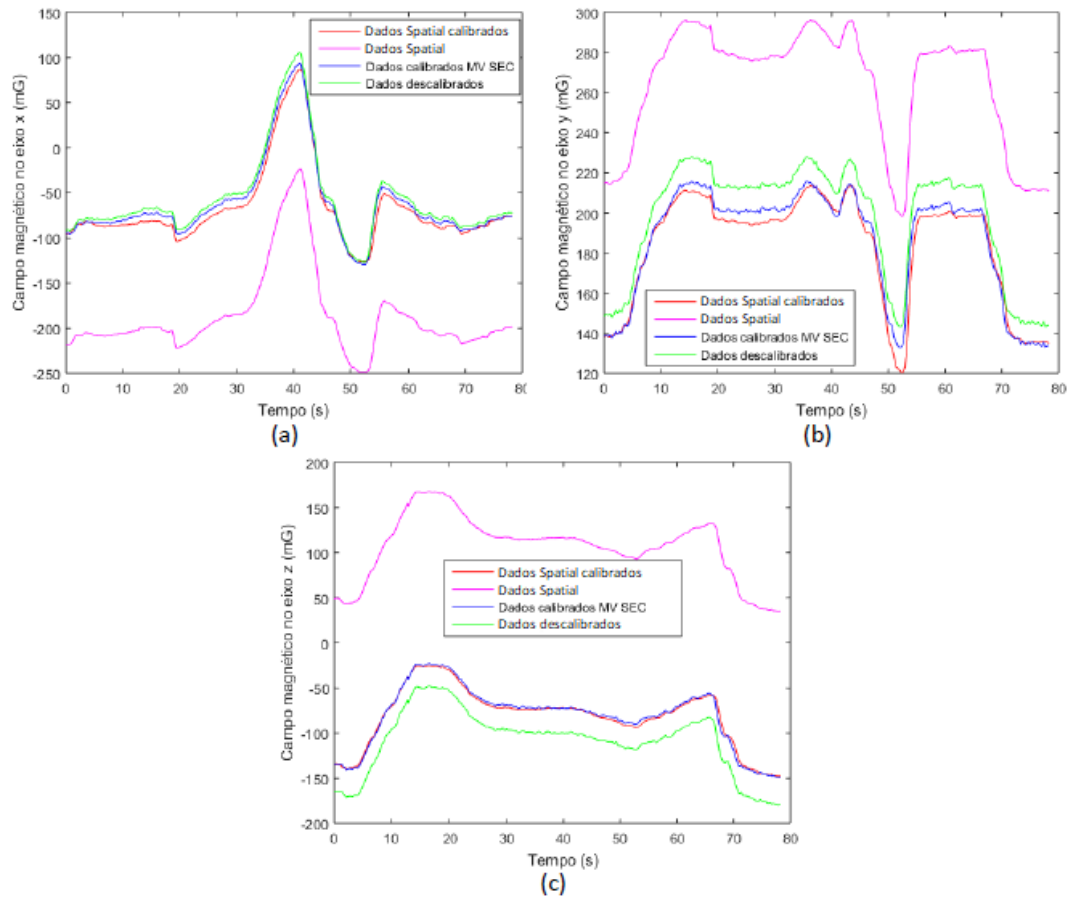 150
100
50
0
-50
-100
-150
-200
-250
Campo magnético no eixo x (mG)
Dados Spatial calibrados
Dados Spatial
Dados calibrados MV SEC
Dados descalibrados
0 10 20 30 40 50 60 70 80
Tempo (s)
(a)
300
280
260
240
220
200
180
160
140
120
Campo magnético no eixo y (mG)
Dados Spatial calibrados
Dados Spatial
Dados calibrados MV SEC
Dados descalibrados
0 10 20 30 40 50 60 70 80
Tempo (s)
(b)
200
150
100
50
0
-50
-100
-150
-200
Campo magnético no eixo z (mG)
Dados Spatial calibrados
Dados Spatial
Dados calibrados MV SEC
Dados descalibrados
0 10 20 30 40 50 60 70 80
Tempo (s)
(c)